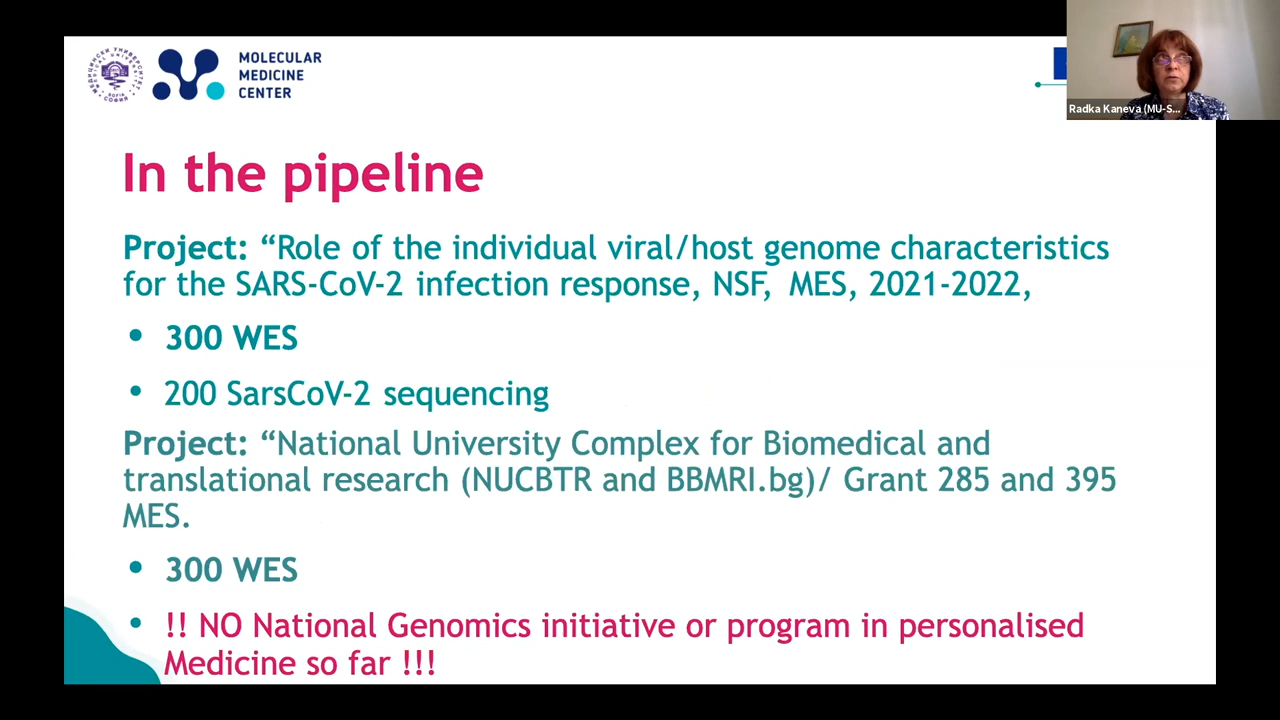 МЕДИЦИНСКИ УНИВЕРСИТЕТ
СОФИЯ
MOLECULAR
MEDICINE
CENTER
Radka Kaneva (MU-S...
In the pipeline
Project: “Role of the individual viral/host genome characteristics
for the SARS-CoV-2 infection response, NSF, MES, 2021-2022,
• 300 WES
• 200 SarsCoV-2 sequencing
Project: “National University Complex for Biomedical and
translational research (NUCBTR and BBMRI.bg)/ Grant 285 and 395
MES.
• 300 WES
• !! NO National Genomics initiative or program in personalised
Medicine so far !!!